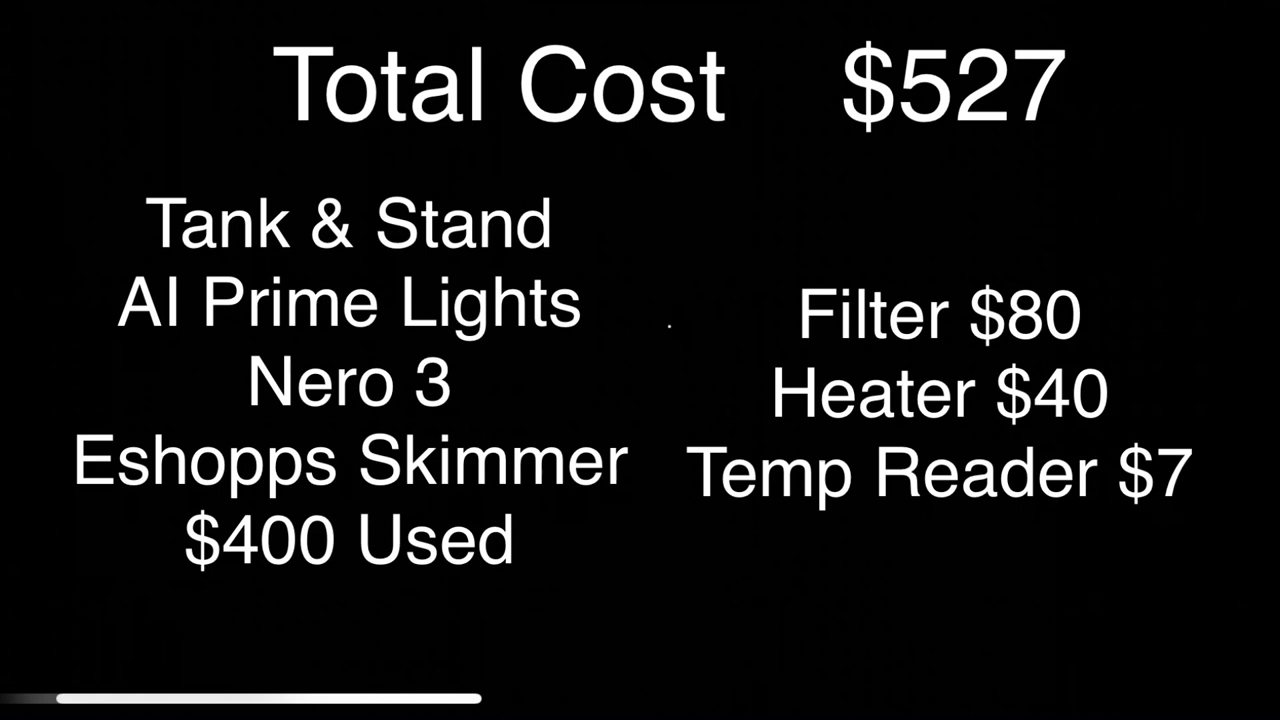 Total Cost $527
Tank & Stand
AI Prime Lights
Nero 3
Eshopps Skimmer
$400 Used
Filter $80
Heater $40
Temp Reader $7